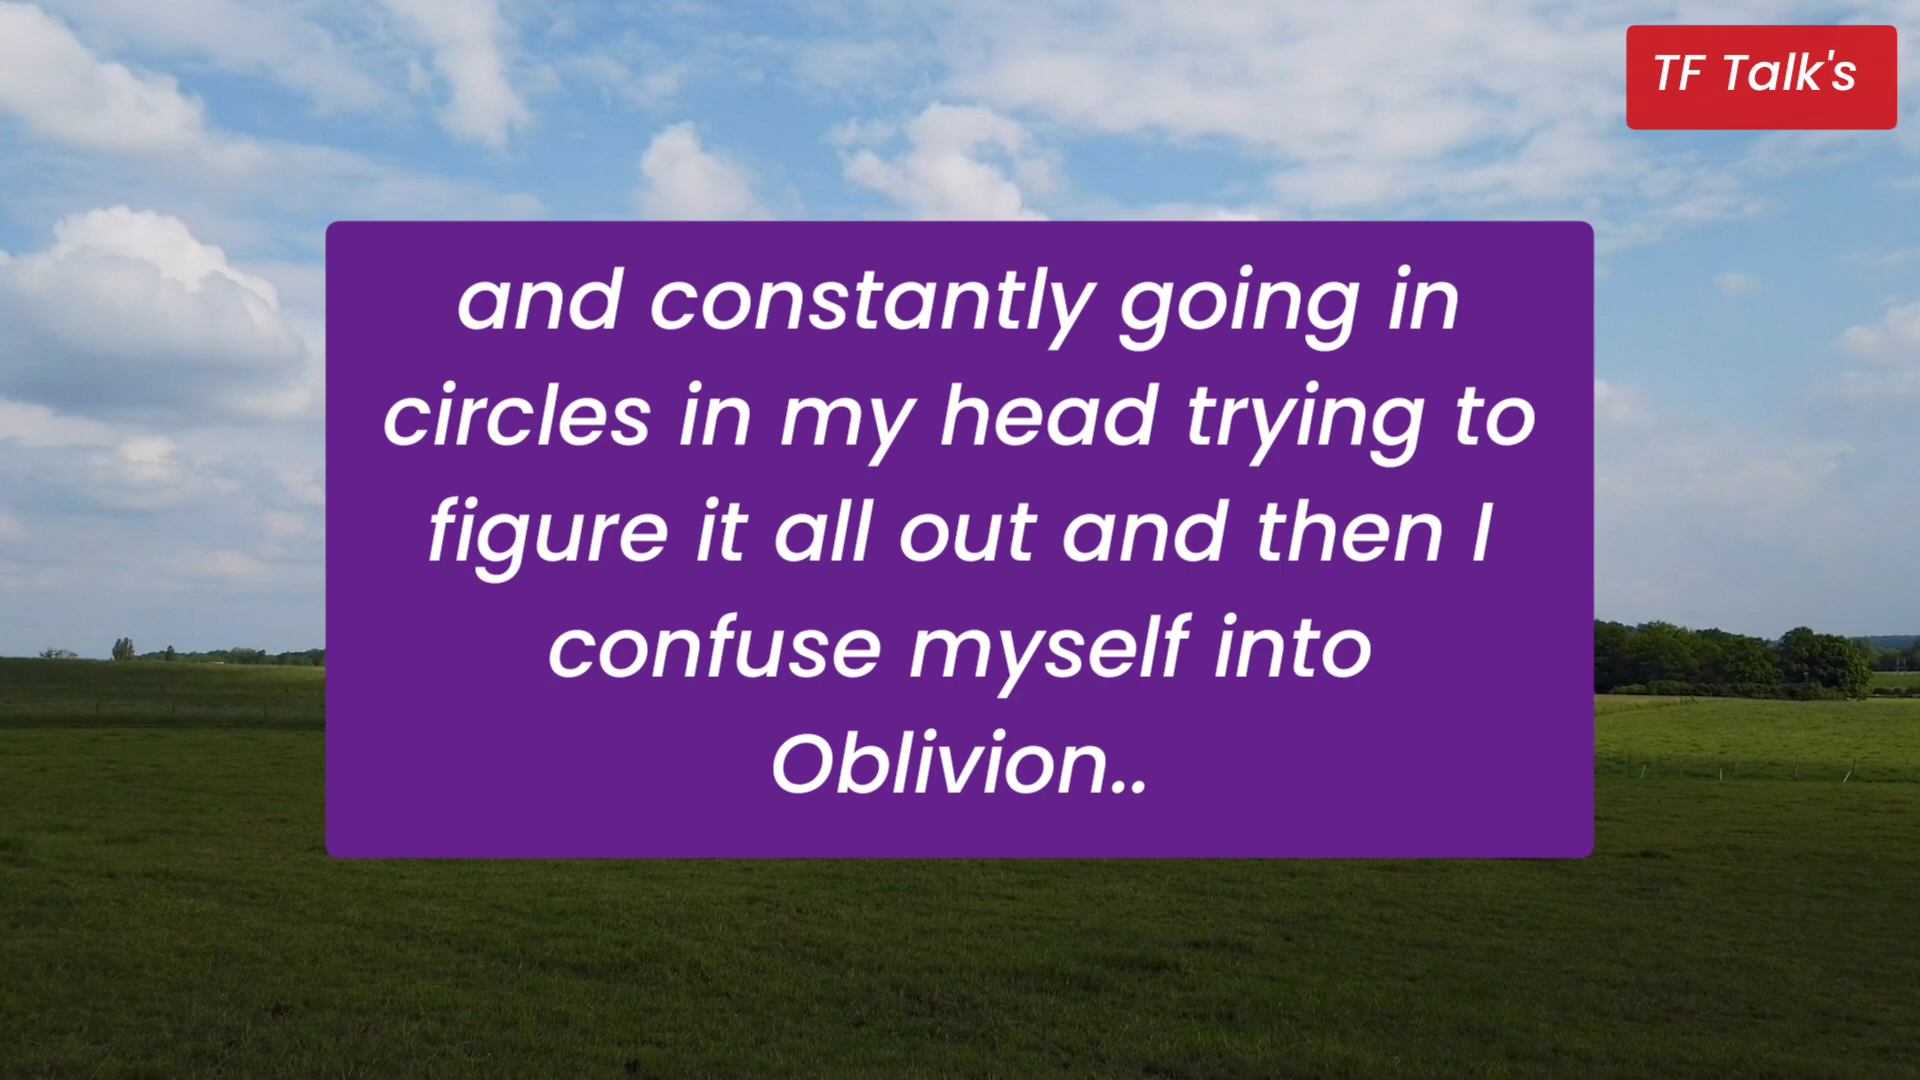 TF Talk's
and constantly going in
circles in my head trying to
figure it all out and then I
confuse myself into
Oblivion..